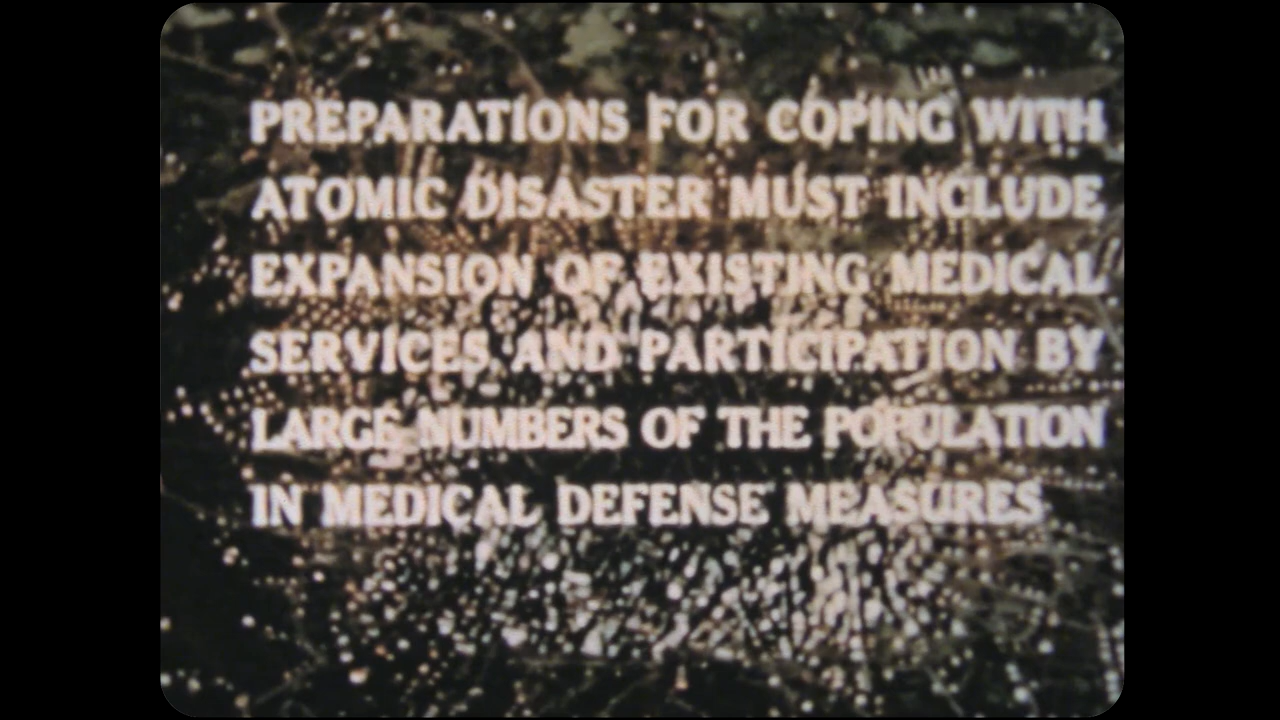 PREPARATIONS FOR COPING WITH
ATOMIC DISASTER MUST INCLUDE
EXPANSION OF EXISTING MEDICAL
SERVICES AND PARTICIPATION BY
LARGE NUMBERS OF THE POPULATION
IN MEDICAL DEFENSE MEASURES